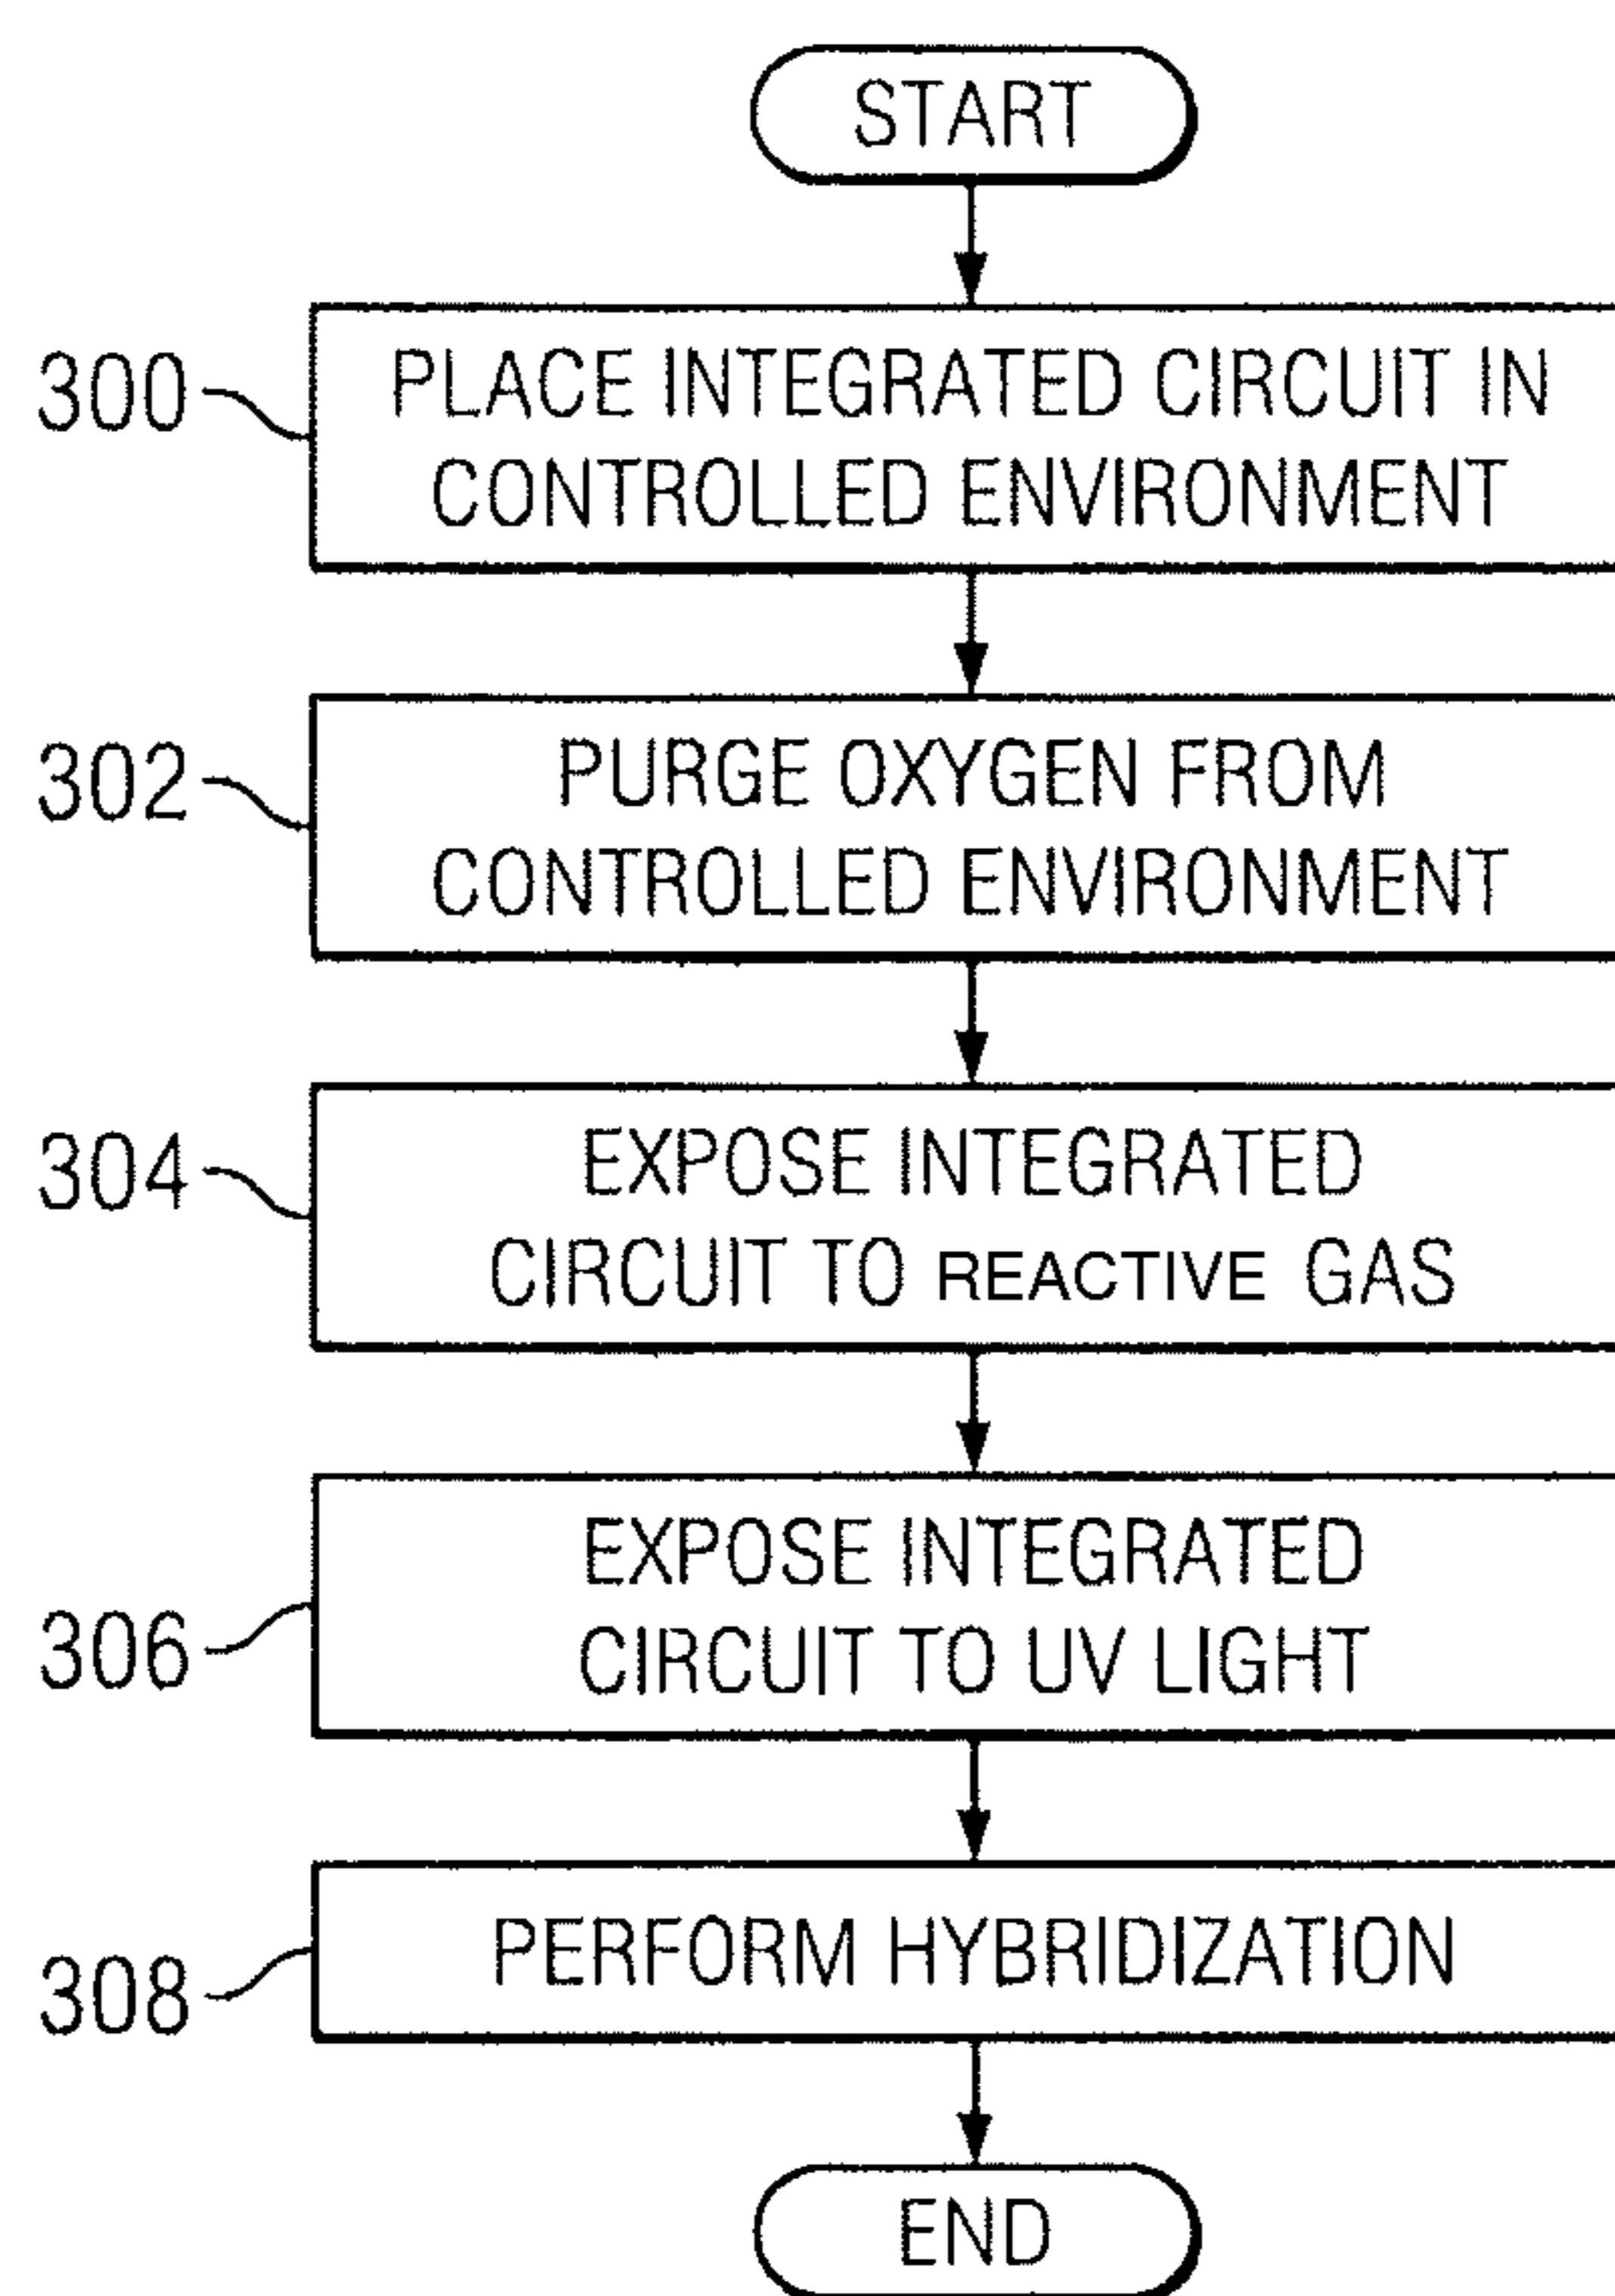 START
300
PLACE INTEGRATED CIRCUIT IN
CONTROLLED ENVIRONMENT
302
PURGE OXYGEN FROM
CONTROLLED ENVIRONMENT
304
EXPOSE INTEGRATED
CIRCUIT TO REACTIVE GAS
306
EXPOSE INTEGRATED
CIRCUIT TO UV LIGHT
308
PERFORM HYBRIDIZATION
END